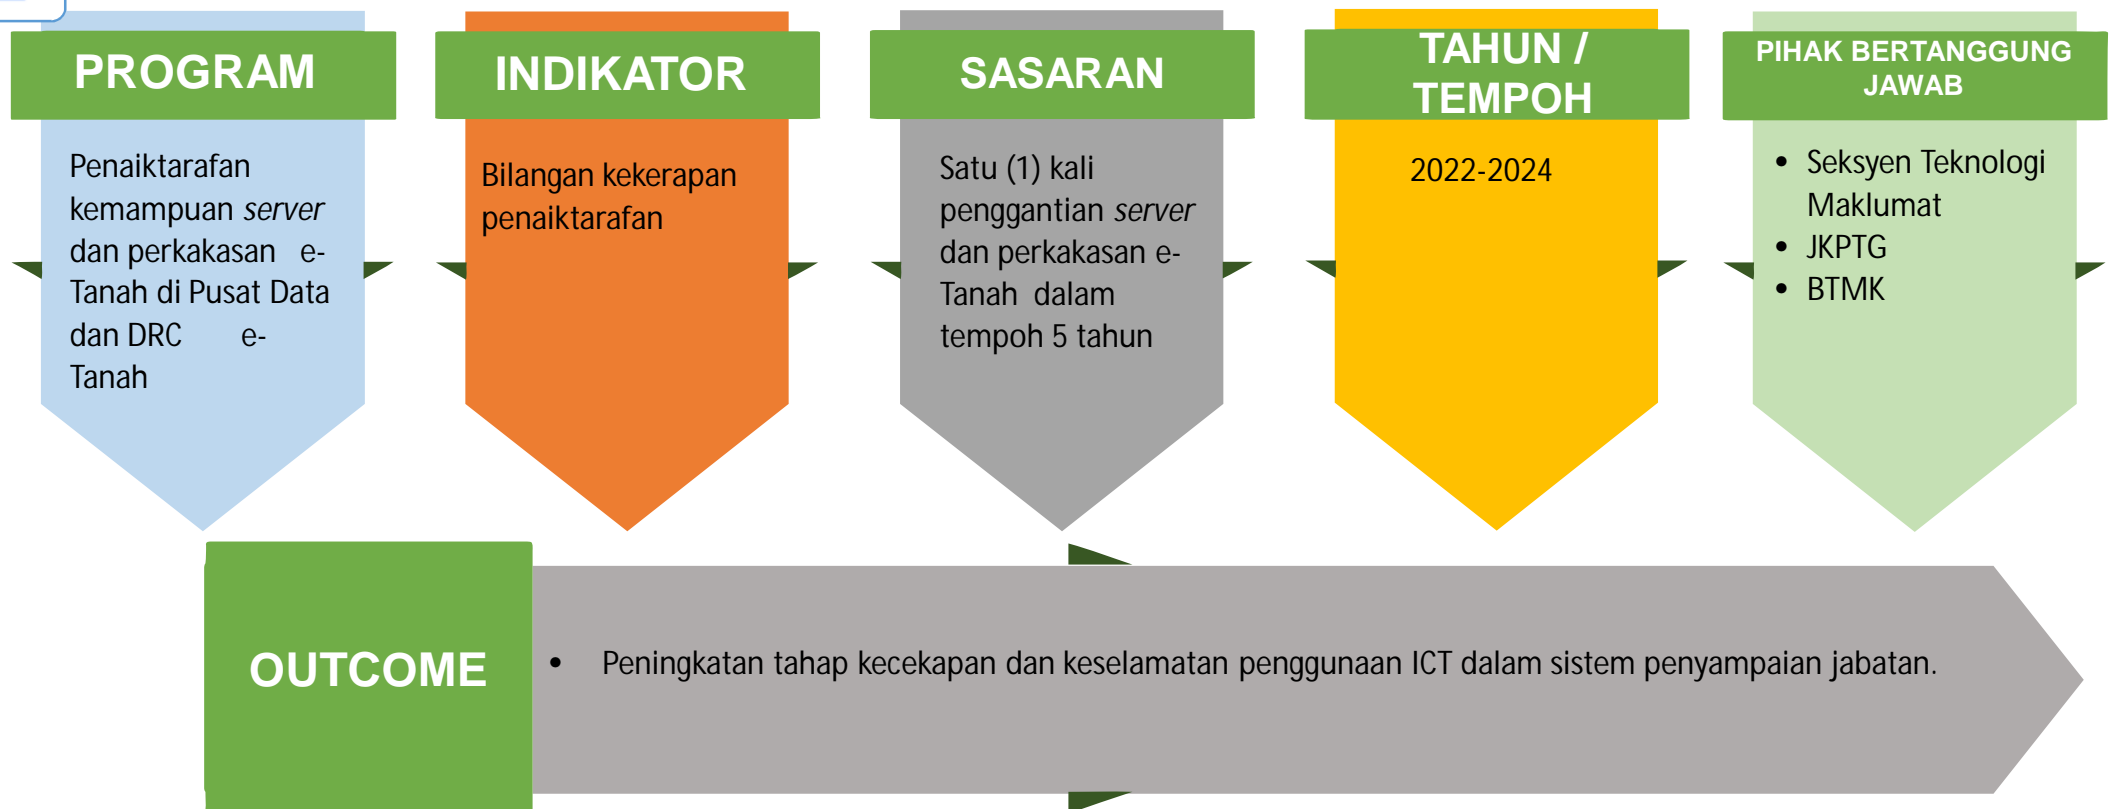 PROGRAM
Penaiktarafan
kemampuan server
dan perkakasan e-
Tanah di Pusat Data
dan DRC e-
Tanah
INDIKATOR
Bilangan kekerapan
penaiktarafan
SASARAN
Satu (1) kali
penggantian server
dan perkakasan e-
Tanah dalam
tempoh 5 tahun
TAHUN /
TEMPOH
2022-2024
PIHAK BERTANGGUNG
JAWAB
• Seksyen Teknologi
Maklumat
• JKPTG
• BTMK
OUTCOME
• Peningkatan tahap kecekapan dan keselamatan penggunaan ICT dalam sistem penyampaian jabatan.